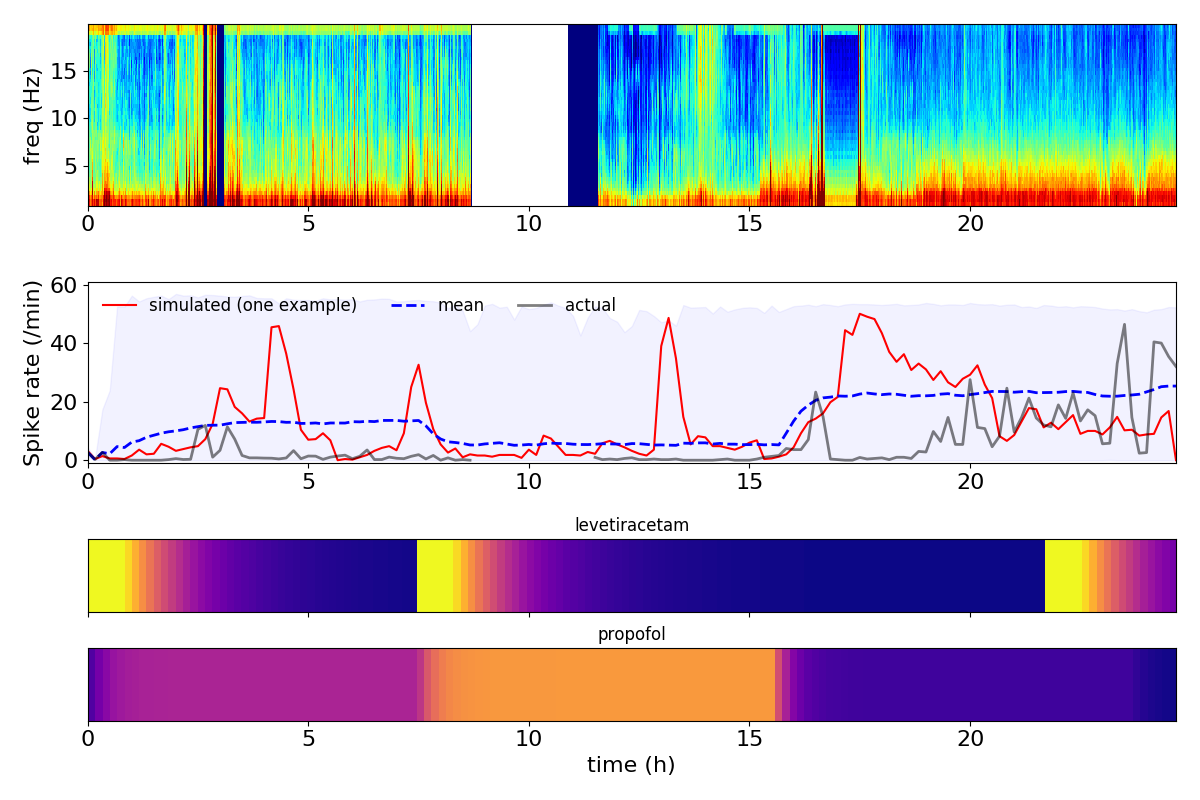 freq (Hz)
15
10
5
0 5 10 15 20
Spike rate (/min)
60
40
20
0
simulated (one example) mean actual
0 5 10 15 20
levetiracetam
propofol
0 5 10 15 20
time (h)